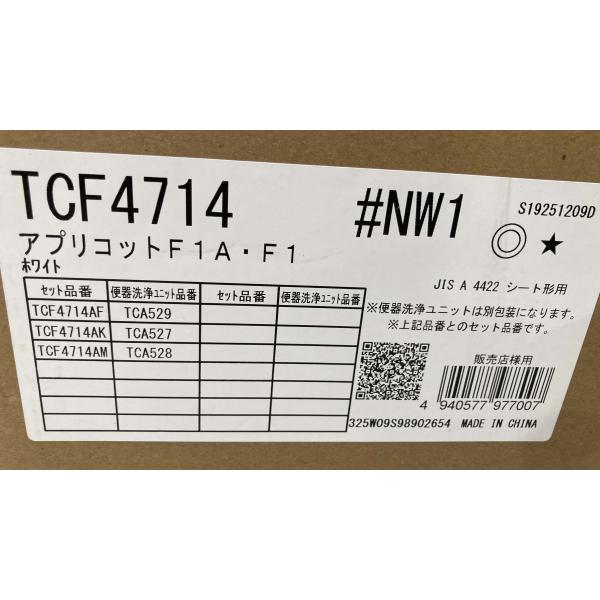 TCF4714 #NW1 S19251209D
アプリコットF1A・F1 ◎ ★
ホワイト
JIS A 4422 シート形用
セット品番 便器洗浄ユニット品番 セット品番 便器洗浄ユニット品番
TCF4714AF TCA529
TCF4714AK TCA527
TCF4714AM TCA528
※便器洗浄ユニットは別包装になります。
※上記品番とのセット品番です。
販売店様用
4 940577 977007
325W09S98902654 MADE IN CHINA